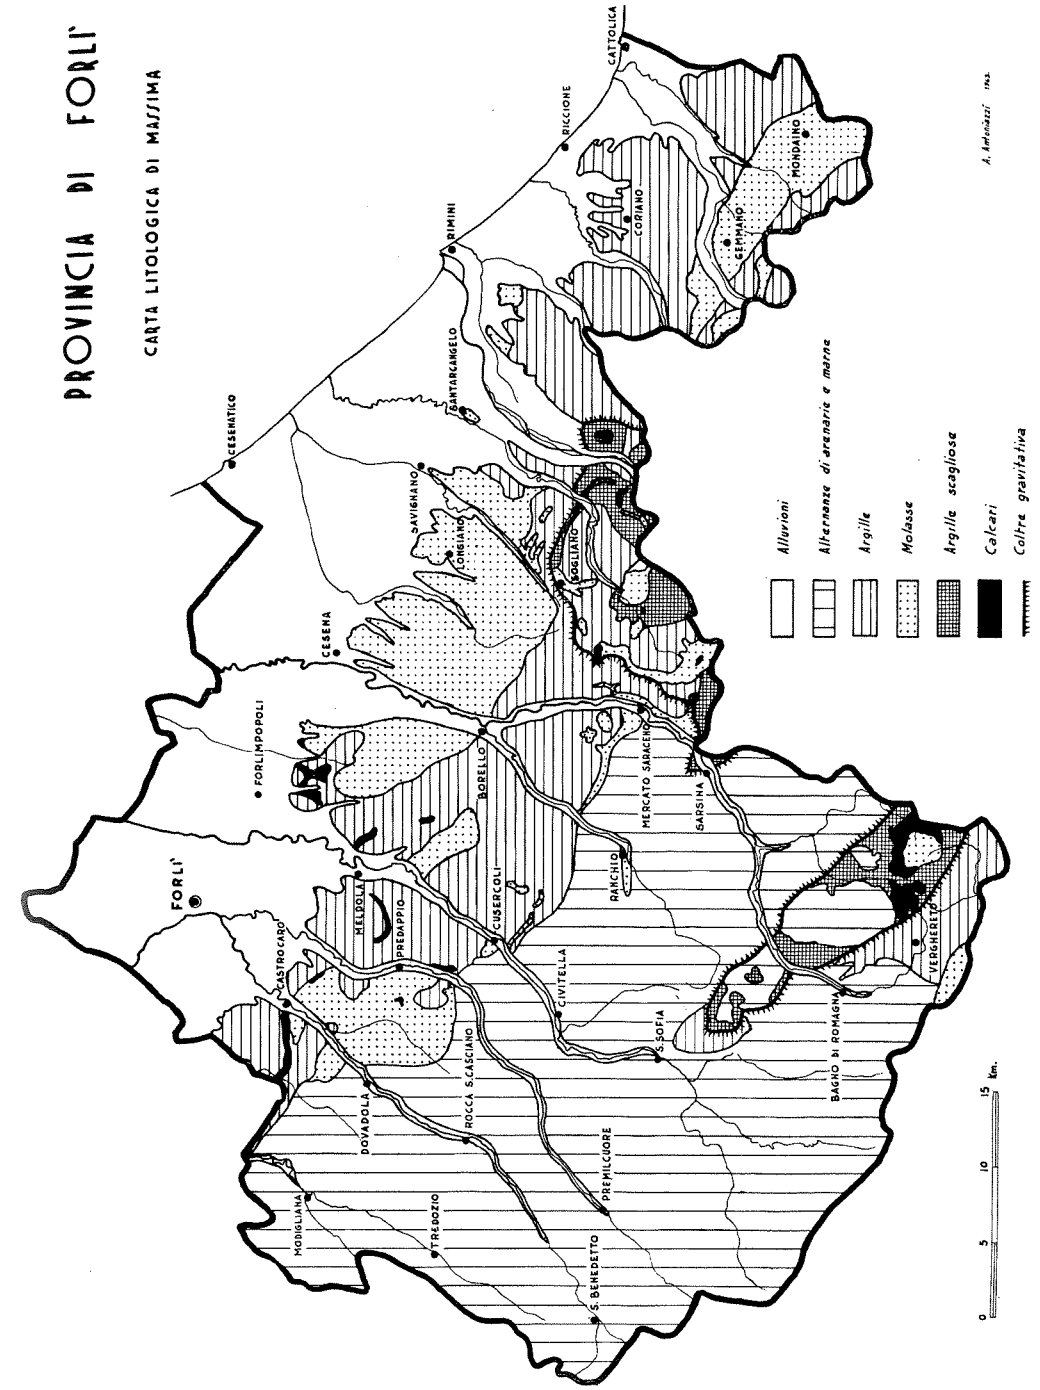 PROVINCIA DI FORLI'
CARTA LITOLOGICA DI MASSIMA
MODIGLIANA
TREDOZIO
S. BENEDETTO
PREMILCUORE
DOVADOLA
ROCCA S. CASCIANO
CASTROCARO
FORLI'
PREDAPPIO
MELDOLA
CIVITELLA
S. SOFIA
BAGNO DI ROMAGNA
VERGHERETO
CUSERCOLI
RANCHIO
FORLIMPOPOLI
BORELLO
MERCATO SARACENO
SARSINA
CESENA
LONGIANO
SAVIGNANO
SOGLIANO
CESENATICO
SANTARCANGELO
RIMINI
RICCIONE
CORIANO
CATTOLICA
GEMMANO
MONDAINO
Alluvioni
Alternanze di arenarie e marne
Argille
Molasse
Argille scagliose
Calcari
Coltre gravitativa
0 5 10 15 Km.
A. Antoniazzi